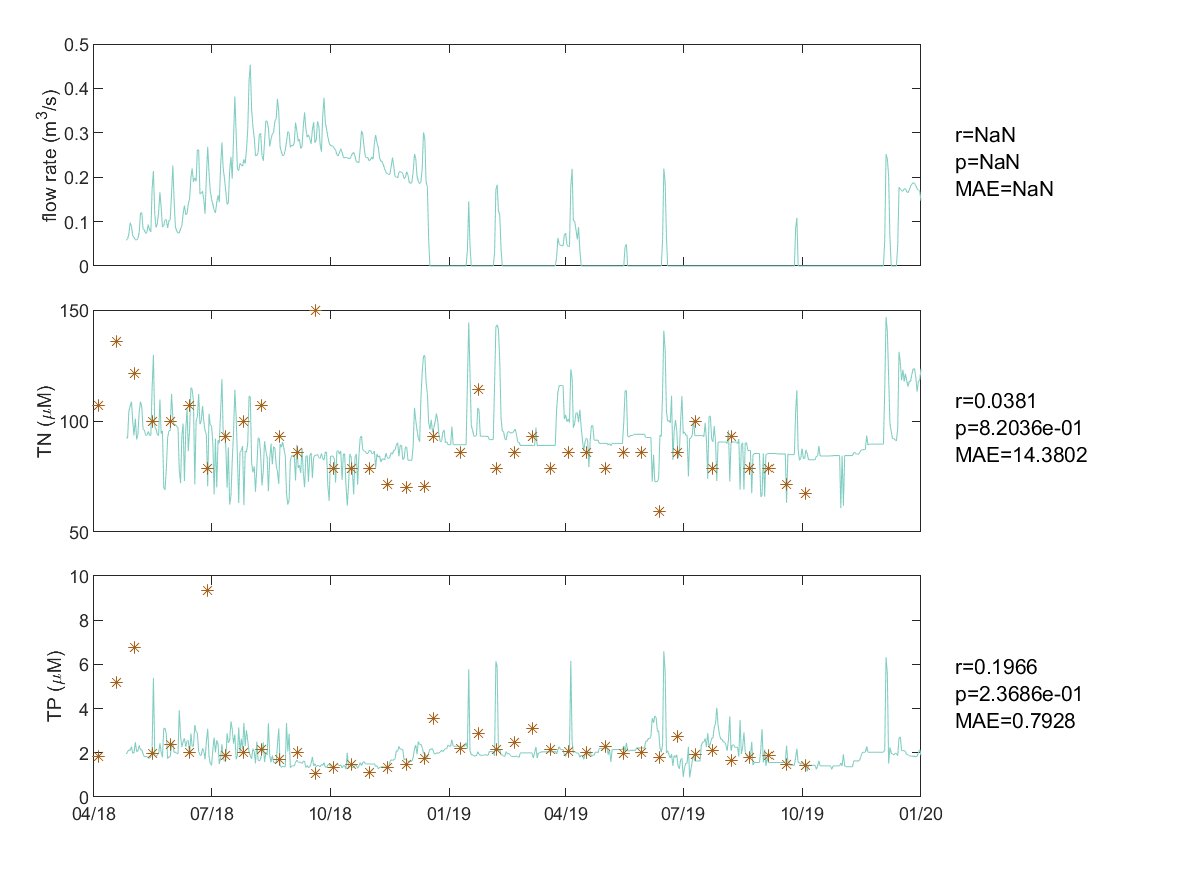 0.5
0.4
0.3
0.2
0.1
0
flow rate (m³/s)
r=NaN
p=NaN
MAE=NaN
150
100
50
TN (μM)
r=0.0381
p=8.2036e-01
MAE=14.3802
10
8
6
4
2
0
TP (μM)
r=0.1966
p=2.3686e-01
MAE=0.7928
04/18 07/18 10/18 01/19 04/19 07/19 10/19 01/20